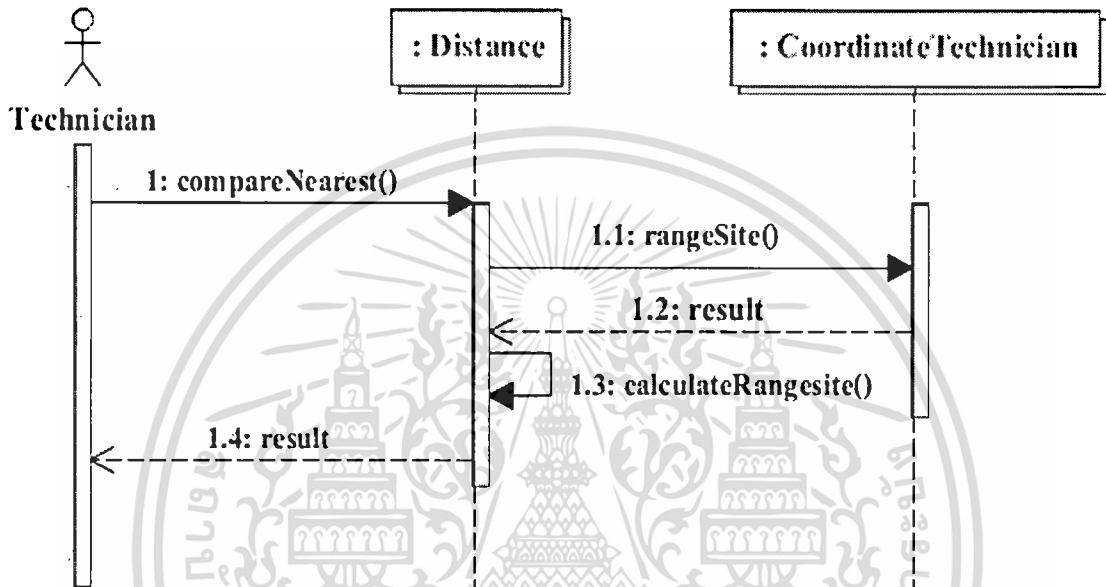 : Distance
: CoordinateTechnician
Technician
1: compareNearest()
1.1: rangeSite()
1.2: result
1.3: calculateRangesite()
1.4: result